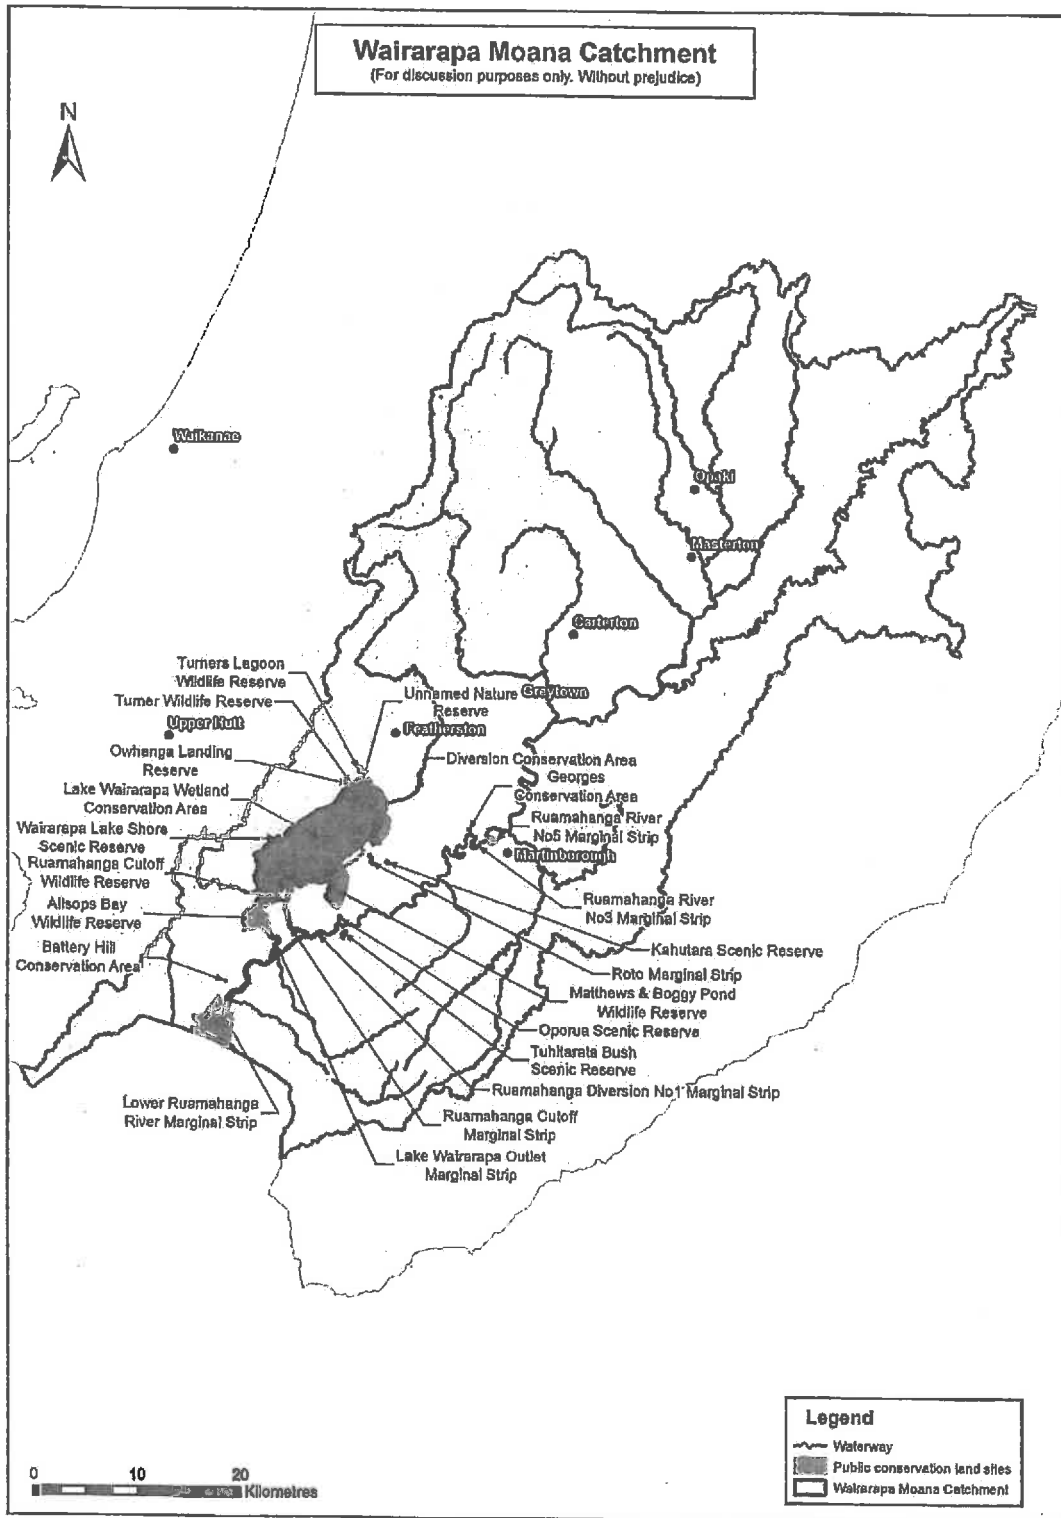 Wairarapa Moana Catchment
(For discussion purposes only. Without prejudice)
N
Waikanae
Opaki
Masterton
Carterton
Turners Lagoon
Wildlife Reserve
Turner Wildlife Reserve
Upper Hutt
Unnamed Nature
Reserve
Greytown
Featherston
Owhanga Landing
Reserve
Diversion Conservation Area
Georges
Conservation Area
Lake Wairarapa Wetland
Conservation Area
Wairarapa Lake Shore
Scenic Reserve
Ruamahanga River
No5 Marginal Strip
Martinborough
Ruamahanga Cutoff
Wildlife Reserve
Allsops Bay
Wildlife Reserve
Ruamahanga River
No3 Marginal Strip
Battery Hill
Conservation Area
Kahutara Scenic Reserve
Roto Marginal Strip
Matthews & Boggy Pond
Wildlife Reserve
Oporua Scenic Reserve
Tuhitarata Bush
Scenic Reserve
Ruamahanga Diversion No1 Marginal Strip
Lower Ruamahanga
River Marginal Strip
Ruamahanga Cutoff
Marginal Strip
Lake Wairarapa Outlet
Marginal Strip
Legend
Waterway
Public conservation land sites
Wairarapa Moana Catchment
0 10 20
Kilometres